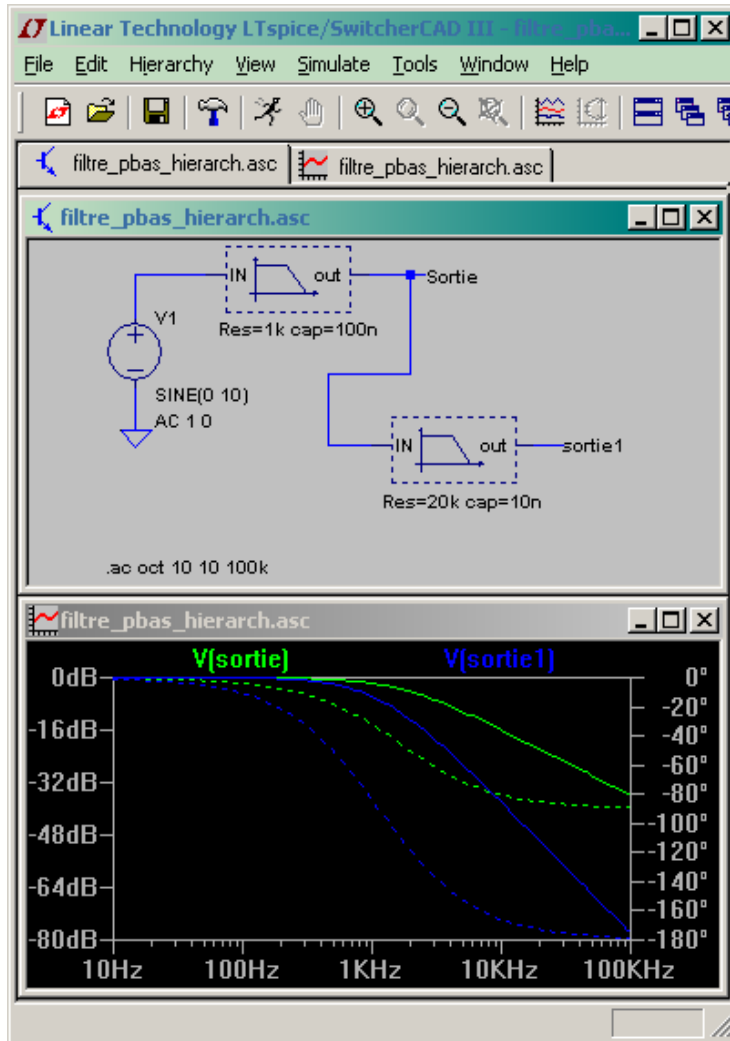 Linear Technology LTspice/SwitcherCAD III - filtre_pba...
File Edit Hierarchy View Simulate Tools Window Help
filtre_pbas_hierarch.asc filtre_pbas_hierarch.asc
filtre_pbas_hierarch.asc
IN out Sortie
V1
Res=1k cap=100n
SINE(0 10)
AC 1 0
IN out sortie1
Res=20k cap=10n
.ac oct 10 10 100k
filtre_pbas_hierarch.asc
V(sortie) V(sortie1)
0dB 0°
-20°
-16dB -40°
-60°
-32dB -80°
-100°
-48dB -120°
-64dB -140°
-160°
-80dB -180°
10Hz 100Hz 1KHz 10KHz 100KHz